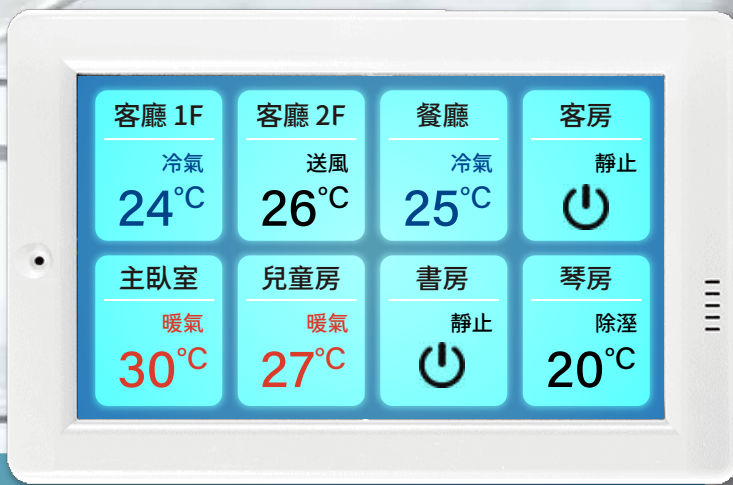 客廳 1F
冷氣
24°C
客廳 2F
送風
26°C
餐廳
冷氣
25°C
客房
靜止
主臥室
暖氣
30°C
兒童房
暖氣
27°C
書房
靜止
琴房
除溼
20°C